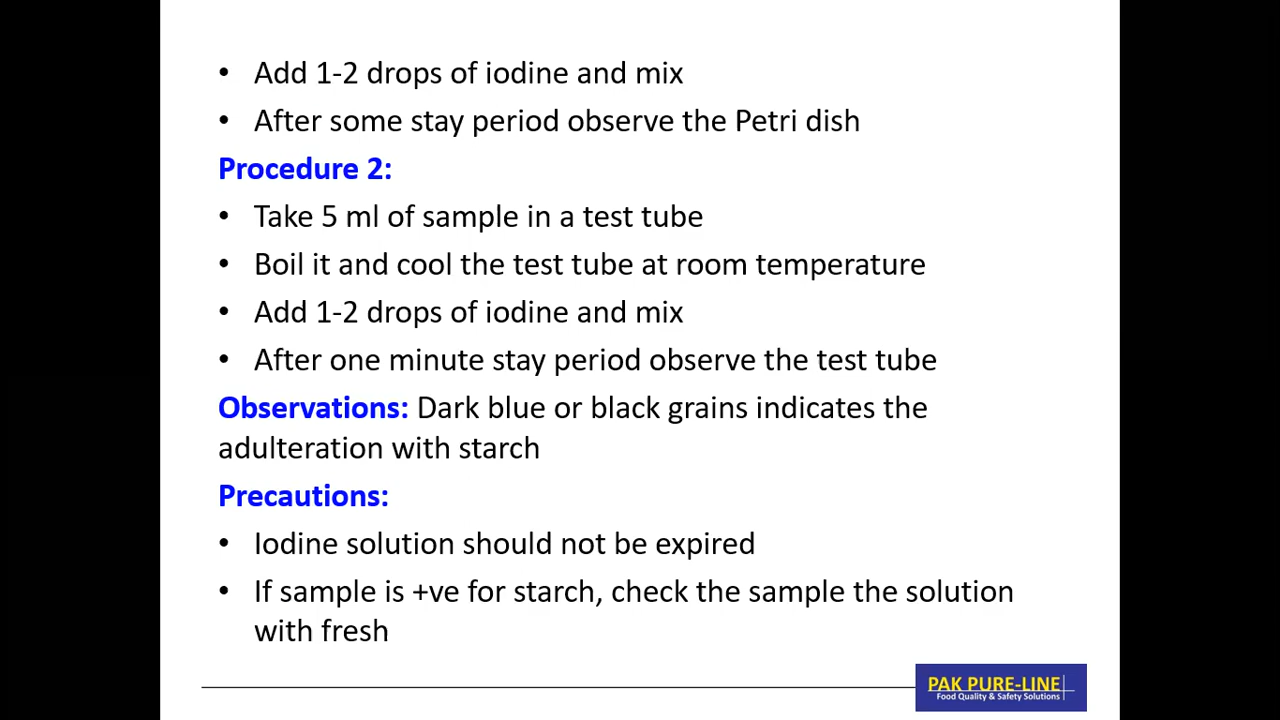 • Add 1-2 drops of iodine and mix
• After some stay period observe the Petri dish
Procedure 2:
• Take 5 ml of sample in a test tube
• Boil it and cool the test tube at room temperature
• Add 1-2 drops of iodine and mix
• After one minute stay period observe the test tube
Observations: Dark blue or black grains indicates the
adulteration with starch
Precautions:
• Iodine solution should not be expired
• If sample is +ve for starch, check the sample the solution
with fresh
PAK PURE-LINE
Food Quality & Safety Solutions